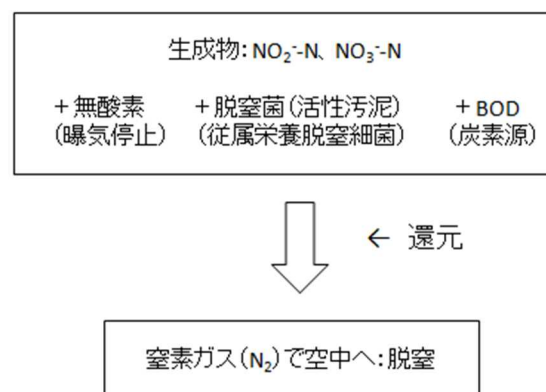 生成物：NO₂⁻-N、NO₃⁻-N
＋無酸素　＋脱窒菌（活性汚泥）　＋BOD
（曝気停止）　（従属栄養脱窒細菌）　（炭素源）
← 還元
窒素ガス（N₂）で空中へ：脱窒